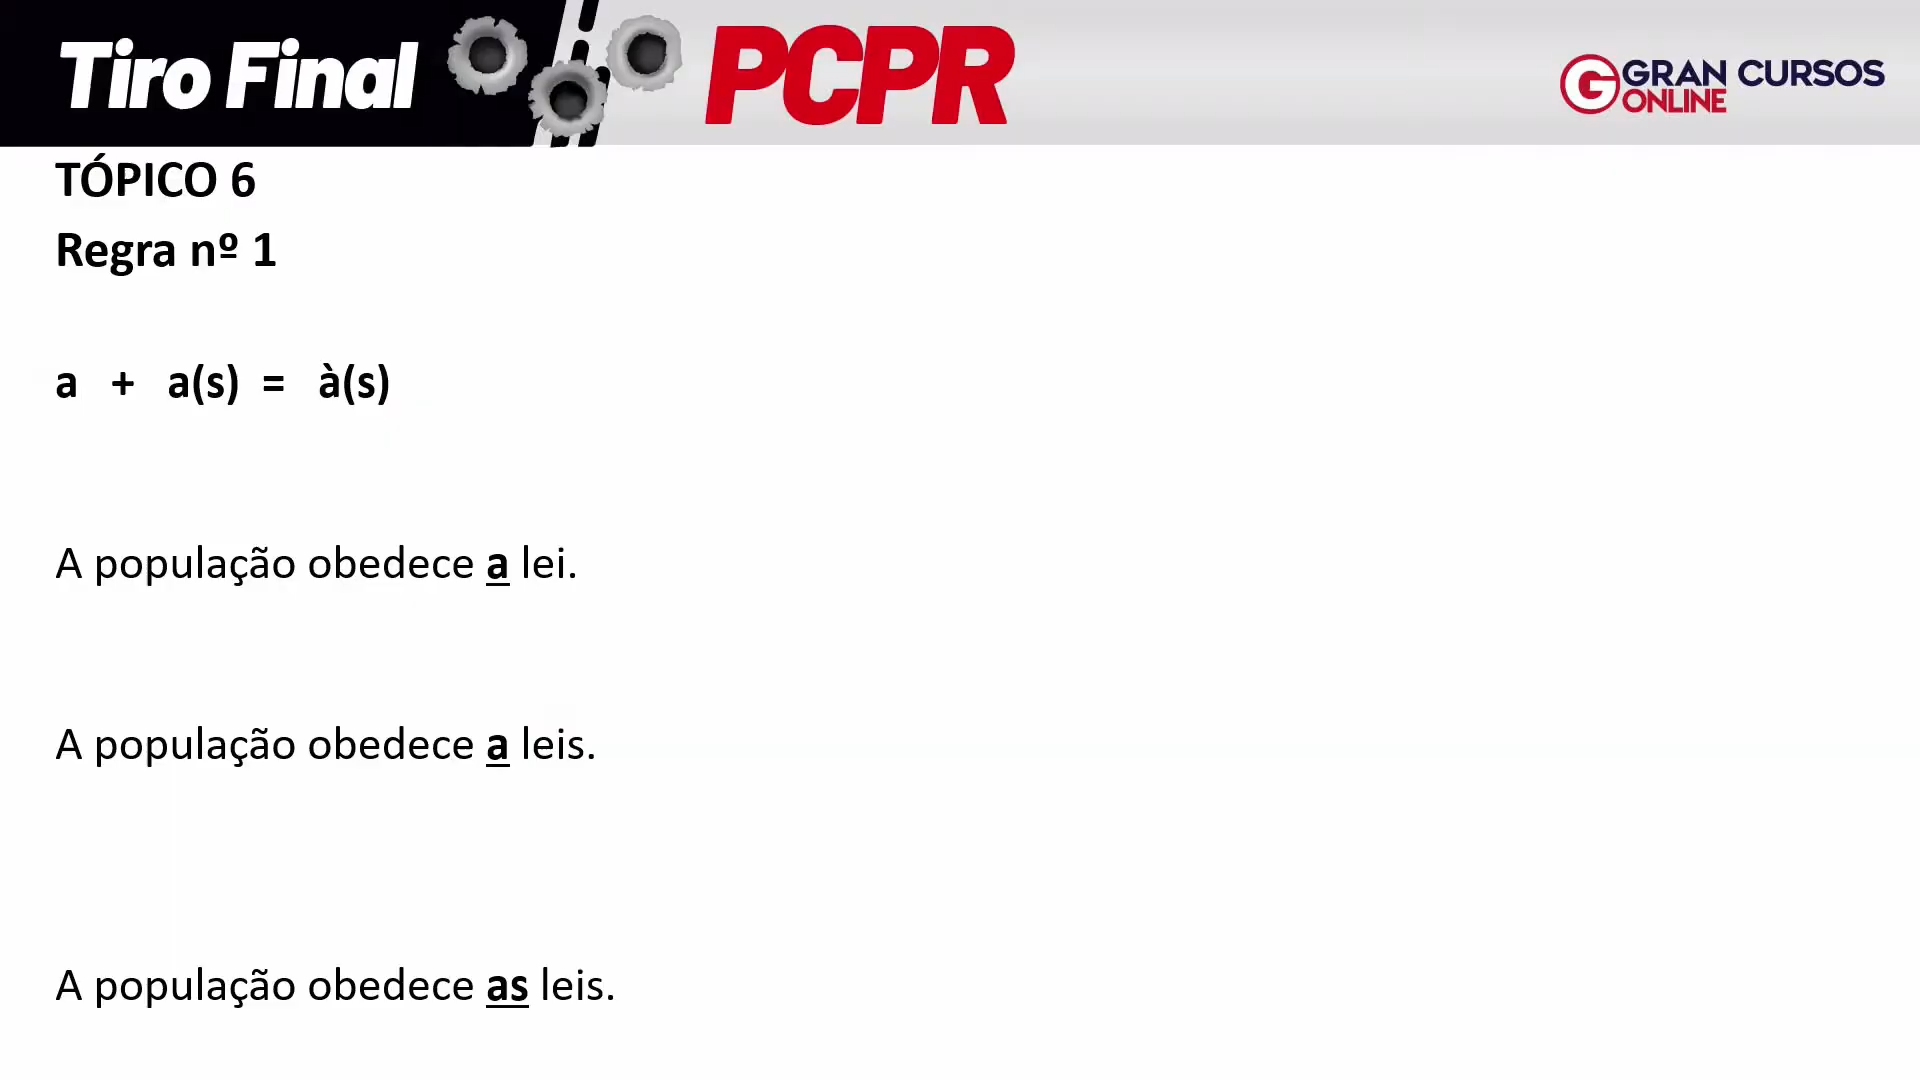 Tiro Final PCPR
GRAN CURSOS
ONLINE
TÓPICO 6
Regra nº 1
a + a(s) = à(s)
A população obedece a lei.
A população obedece a leis.
A população obedece as leis.